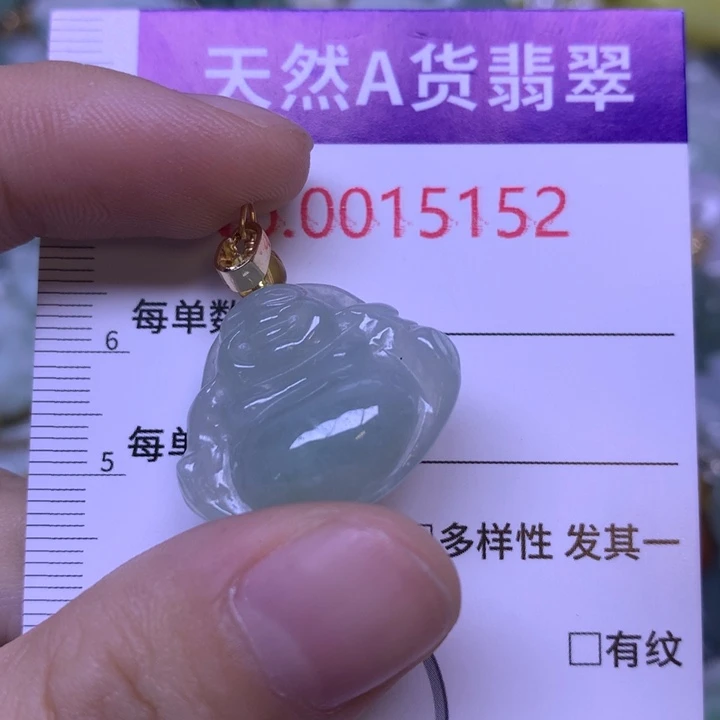 天然A货翡翠
.0015152
每单数
6
每单
5
多样性 发其一
□有纹